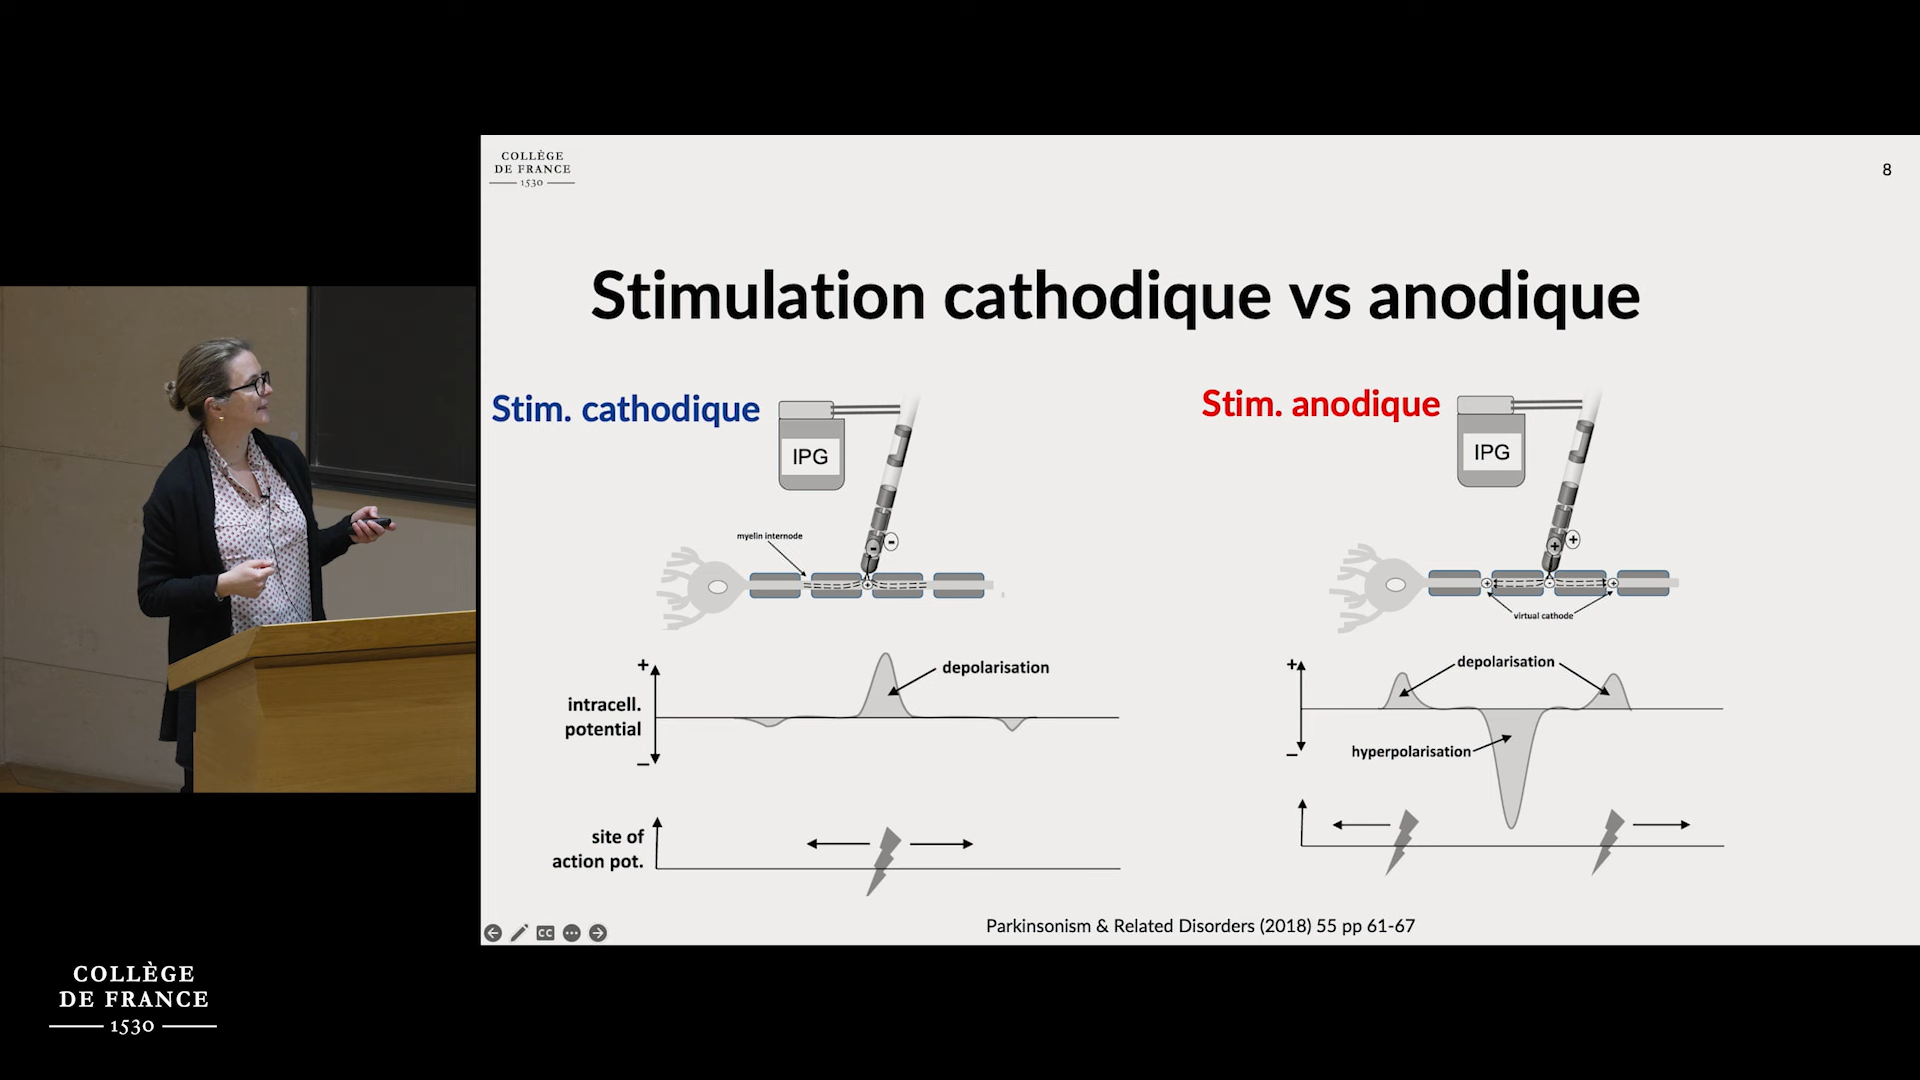 COLLÈGE
DE FRANCE
1530
8
Stimulation cathodique vs anodique
Stim. cathodique
IPG
myelin internode
-
-
+
+
depolarisation
intracell.
potential
–
site of
action pot.
Stim. anodique
IPG
+
+
+
-
+
virtual cathode
+
depolarisation
–
hyperpolarisation
Parkinsonism & Related Disorders (2018) 55 pp 61-67
CC
COLLÈGE
DE FRANCE
1530